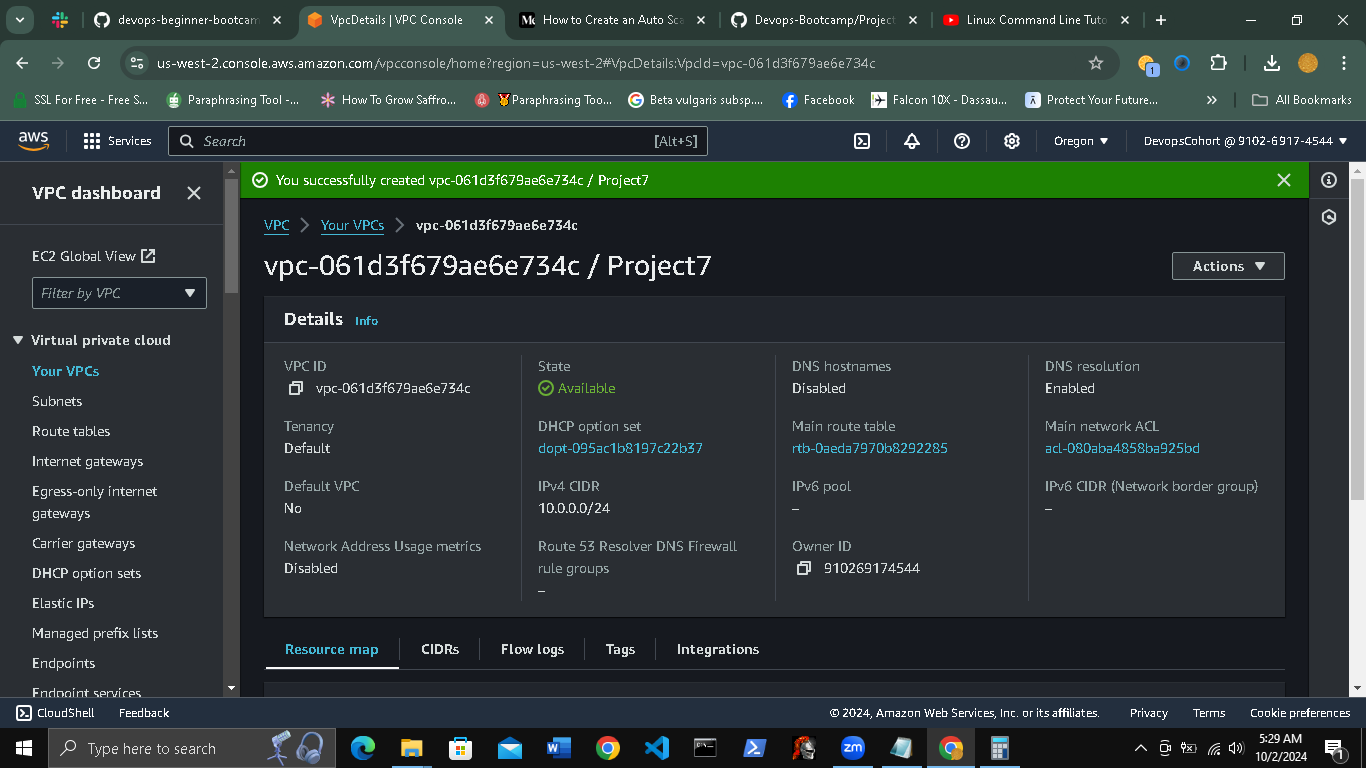 devops-beginner-bootcam
VpcDetails | VPC Console
How to Create an Auto Sca
Devops-Bootcamp/Project
Linux Command Line Tuto
us-west-2.console.aws.amazon.com/vpcconsole/home?region=us-west-2#VpcDetails:VpcId=vpc-061d3f679ae6e734c
1
SSL For Free - Free S...
Paraphrasing Tool -...
How To Grow Saffro...
Paraphrasing Too...
Beta vulgaris subsp....
Facebook
Falcon 10X - Dassau...
Protect Your Future...
All Bookmarks
aws
Services
Search
[Alt+S]
Oregon
DevopsCohort @ 9102-6917-4544
VPC dashboard
EC2 Global View
Filter by VPC
Virtual private cloud
Your VPCs
Subnets
Route tables
Internet gateways
Egress-only internet
gateways
Carrier gateways
DHCP option sets
Elastic IPs
Managed prefix lists
Endpoints
Endpoint services
You successfully created vpc-061d3f679ae6e734c / Project7
VPC
Your VPCs
vpc-061d3f679ae6e734c
vpc-061d3f679ae6e734c / Project7
Actions
Details
Info
VPC ID
vpc-061d3f679ae6e734c
State
Available
DNS hostnames
Disabled
DNS resolution
Enabled
Tenancy
Default
DHCP option set
dopt-095ac1b8197c22b37
Main route table
rtb-0aeda7970b8292285
Main network ACL
acl-080aba4858ba925bd
Default VPC
No
IPv4 CIDR
10.0.0.0/24
IPv6 pool
–
IPv6 CIDR (Network border group)
–
Network Address Usage metrics
Disabled
Route 53 Resolver DNS Firewall
rule groups
–
Owner ID
910269174544
Resource map
CIDRs
Flow logs
Tags
Integrations
CloudShell
Feedback
© 2024, Amazon Web Services, Inc. or its affiliates.
Privacy
Terms
Cookie preferences
Type here to search
zm
5:29 AM
10/2/2024
1